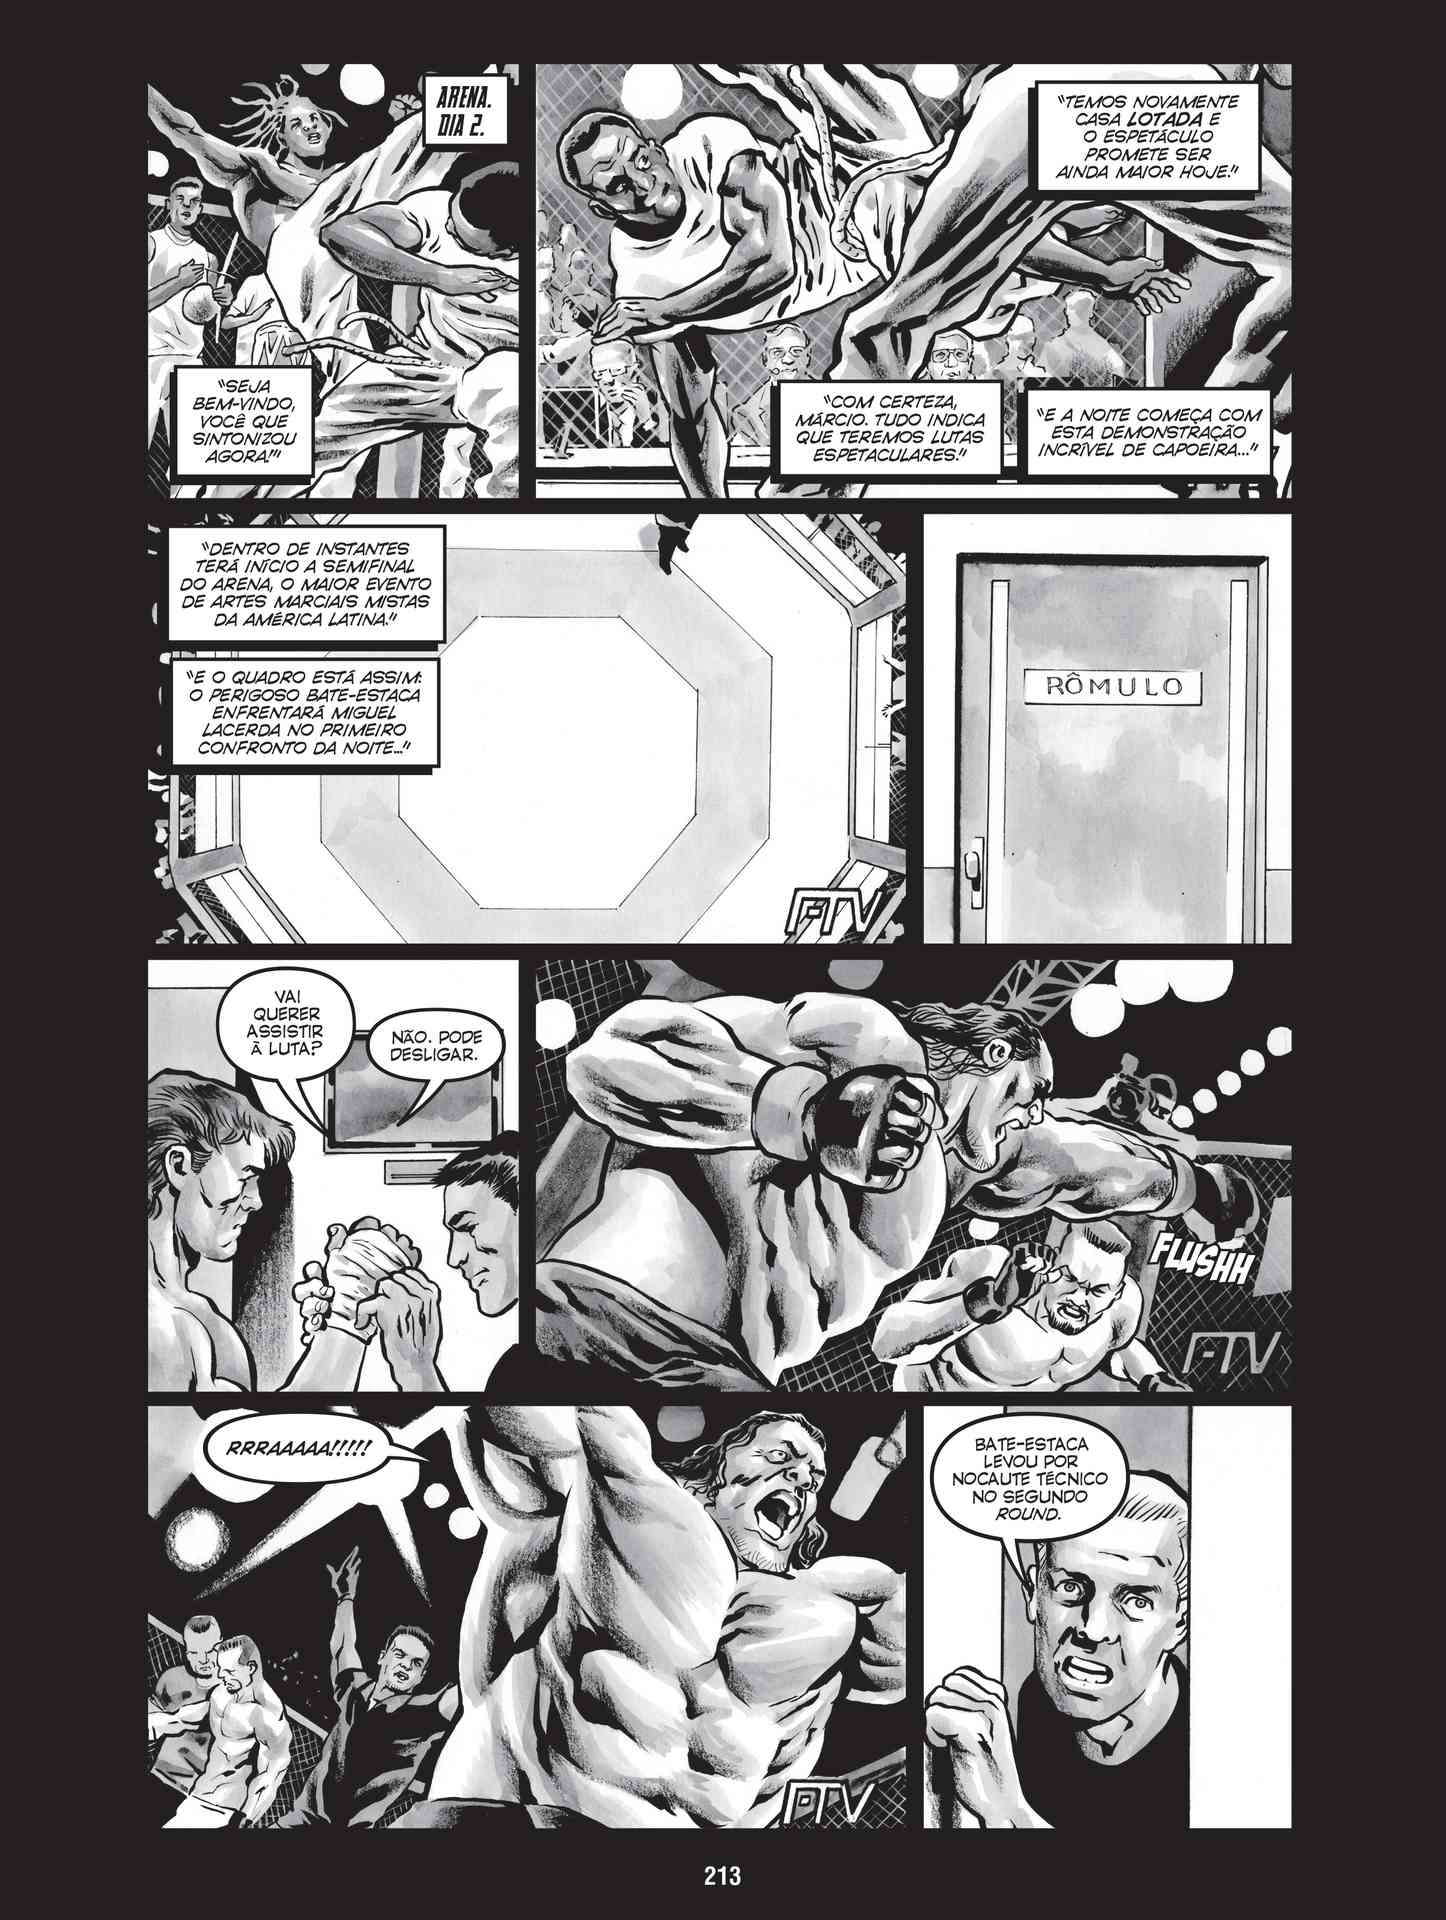 ARENA.
DIA 2.
"SEJA
BEM-VINDO,
VOCÊ QUE
SINTONIZOU
AGORA!"
"TEMOS NOVAMENTE
CASA LOTADA E
O ESPETÁCULO
PROMETE SER
AINDA MAIOR HOJE."
"COM CERTEZA,
MÁRCIO. TUDO INDICA
QUE TEREMOS LUTAS
ESPETACULARES."
"E A NOITE COMEÇA COM
ESTA DEMONSTRAÇÃO
INCRÍVEL DE CAPOEIRA..."
"DENTRO DE INSTANTES
TERÁ INÍCIO A SEMIFINAL
DO ARENA, O MAIOR EVENTO
DE ARTES MARCIAIS MISTAS
DA AMÉRICA LATINA."
"E O QUADRO ESTÁ ASSIM:
O PERIGOSO BATE-ESTACA
ENFRENTARÁ MIGUEL
LACERDA NO PRIMEIRO
CONFRONTO DA NOITE..."
RÔMULO
VAI
QUERER
ASSISTIR
À LUTA?
NÃO. PODE
DESLIGAR.
FLUSHH
RRRAAAAA!!!!!
BATE-ESTACA
LEVOU POR
NOCAUTE TÉCNICO
NO SEGUNDO
ROUND.
213